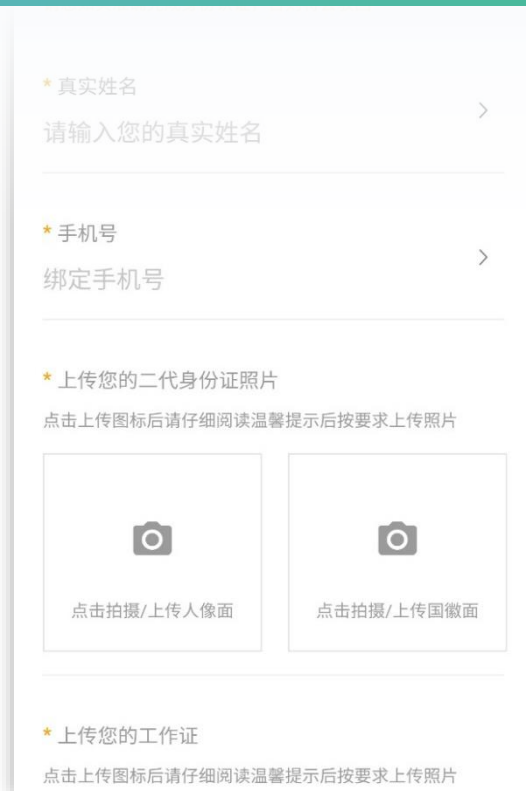 * 真实姓名
请输入您的真实姓名
* 手机号
绑定手机号
* 上传您的二代身份证照片
点击上传图标后请仔细阅读温馨提示后按要求上传照片
点击拍摄/上传人像面
点击拍摄/上传国徽面
* 上传您的工作证
点击上传图标后请仔细阅读温馨提示后按要求上传照片